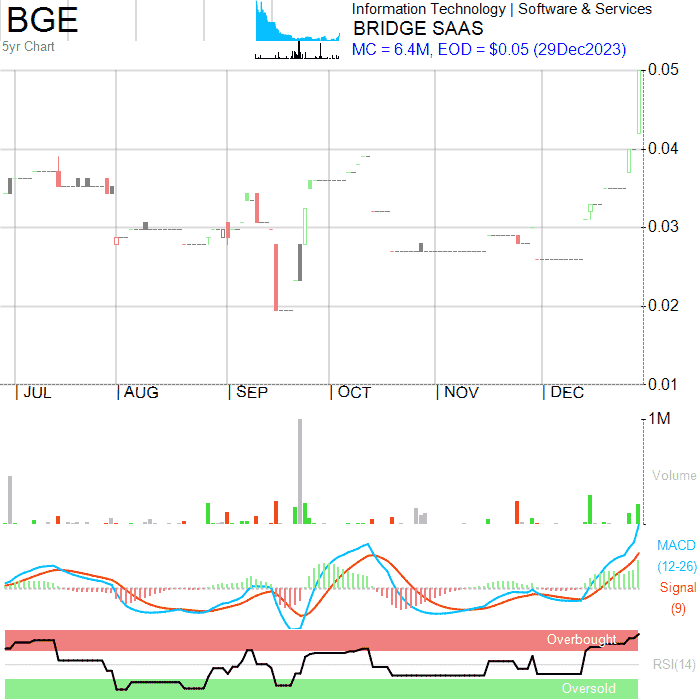 BGE
5yr Chart
Information Technology | Software & Services
BRIDGE SAAS
MC = 6.4M, EOD = $0.05 (29Dec2023)
0.05
0.04
0.03
0.02
0.01
| JUL | AUG | SEP | OCT | NOV | DEC
1M
Volume
MACD
(12-26)
Signal
(9)
Overbought
RSI(14)
Oversold